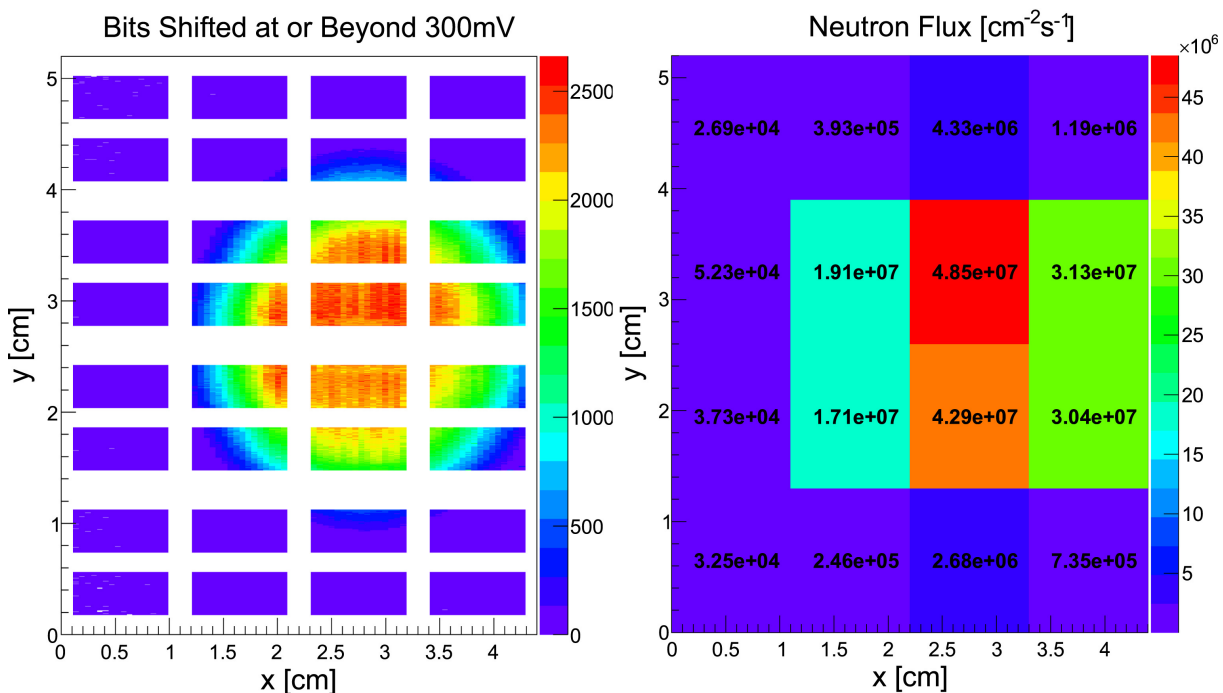 Bits Shifted at or Beyond 300mV
y [cm]
5
4
3
2
1
0
0 0.5 1 1.5 2 2.5 3 3.5 4
x [cm]
2500
2000
1500
1000
500
0
Neutron Flux [cm⁻²s⁻¹]
×10⁶
y [cm]
5
4
3
2
1
0
2.69e+04 3.93e+05 4.33e+06 1.19e+06
5.23e+04 1.91e+07 4.85e+07 3.13e+07
3.73e+04 1.71e+07 4.29e+07 3.04e+07
3.25e+04 2.46e+05 2.68e+06 7.35e+05
0 0.5 1 1.5 2 2.5 3 3.5 4
x [cm]
45
40
35
30
25
20
15
10
5